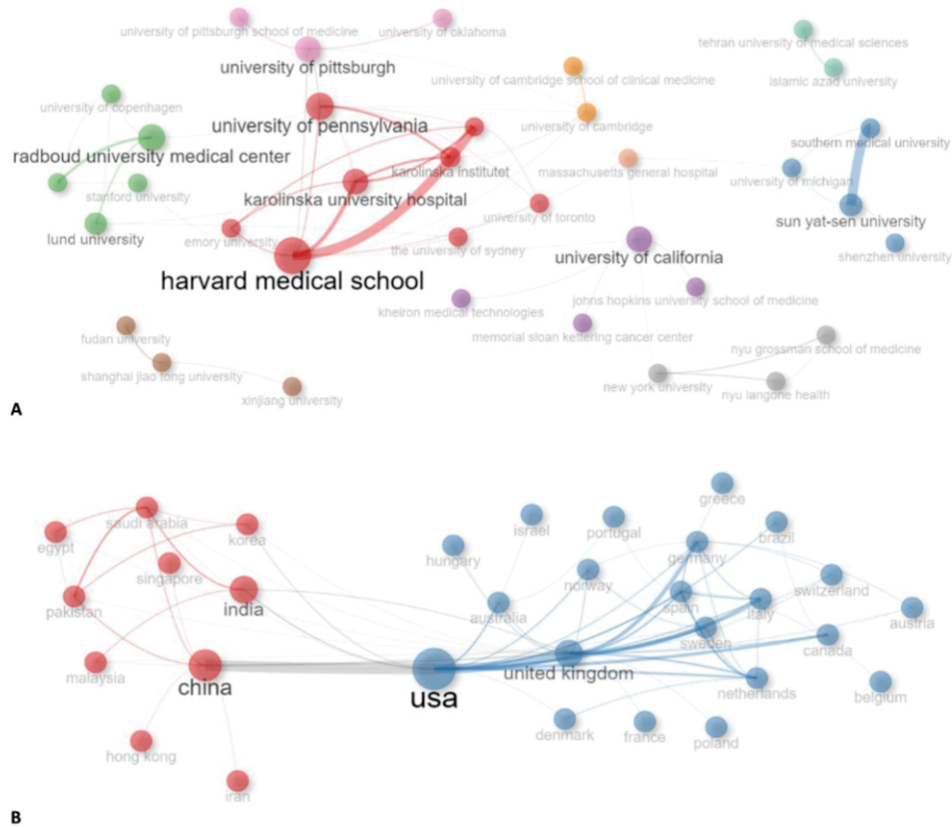 university of pittsburgh school of medicine
university of oklahoma
tehran university of medical sciences
university of pittsburgh
university of cambridge school of clinical medicine
islamic azad university
university of copenhagen
university of pennsylvania
university of cambridge
southern medical university
radboud university medical center
karolinska institutet
massachusetts general hospital
university of michigan
stanford university
karolinska university hospital
university of toronto
sun yat-sen university
lund university
emory university
the university of sydney
university of california
shenzhen university
harvard medical school
kheiron medical technologies
johns hopkins university school of medicine
memorial sloan kettering cancer center
fudan university
nyu grossman school of medicine
shanghai jiao tong university
new york university
nyu langone health
xinjiang university
A
greece
saudi arabia
israel
portugal
brazil
egypt
korea
hungary
germany
singapore
norway
switzerland
pakistan
india
australia
spain
italy
austria
sweden
canada
malaysia
china
usa
united kingdom
netherlands
belgium
hong kong
denmark
france
poland
iran
B